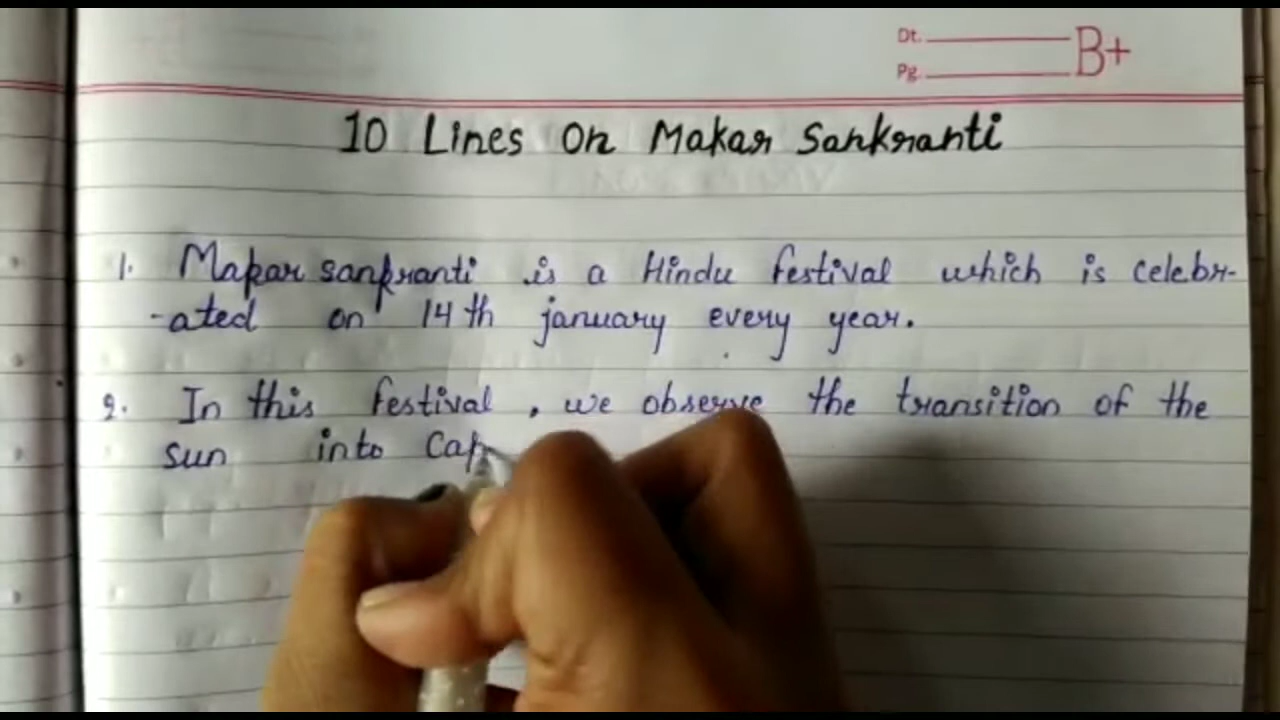 Dt.
Pg.
B+
10 Lines On Makar Sankranti
1. Makar sankranti is a Hindu festival which is celebr-
-ated on 14th january every year.
2. In this festival, we observe the transition of the
sun into Cap